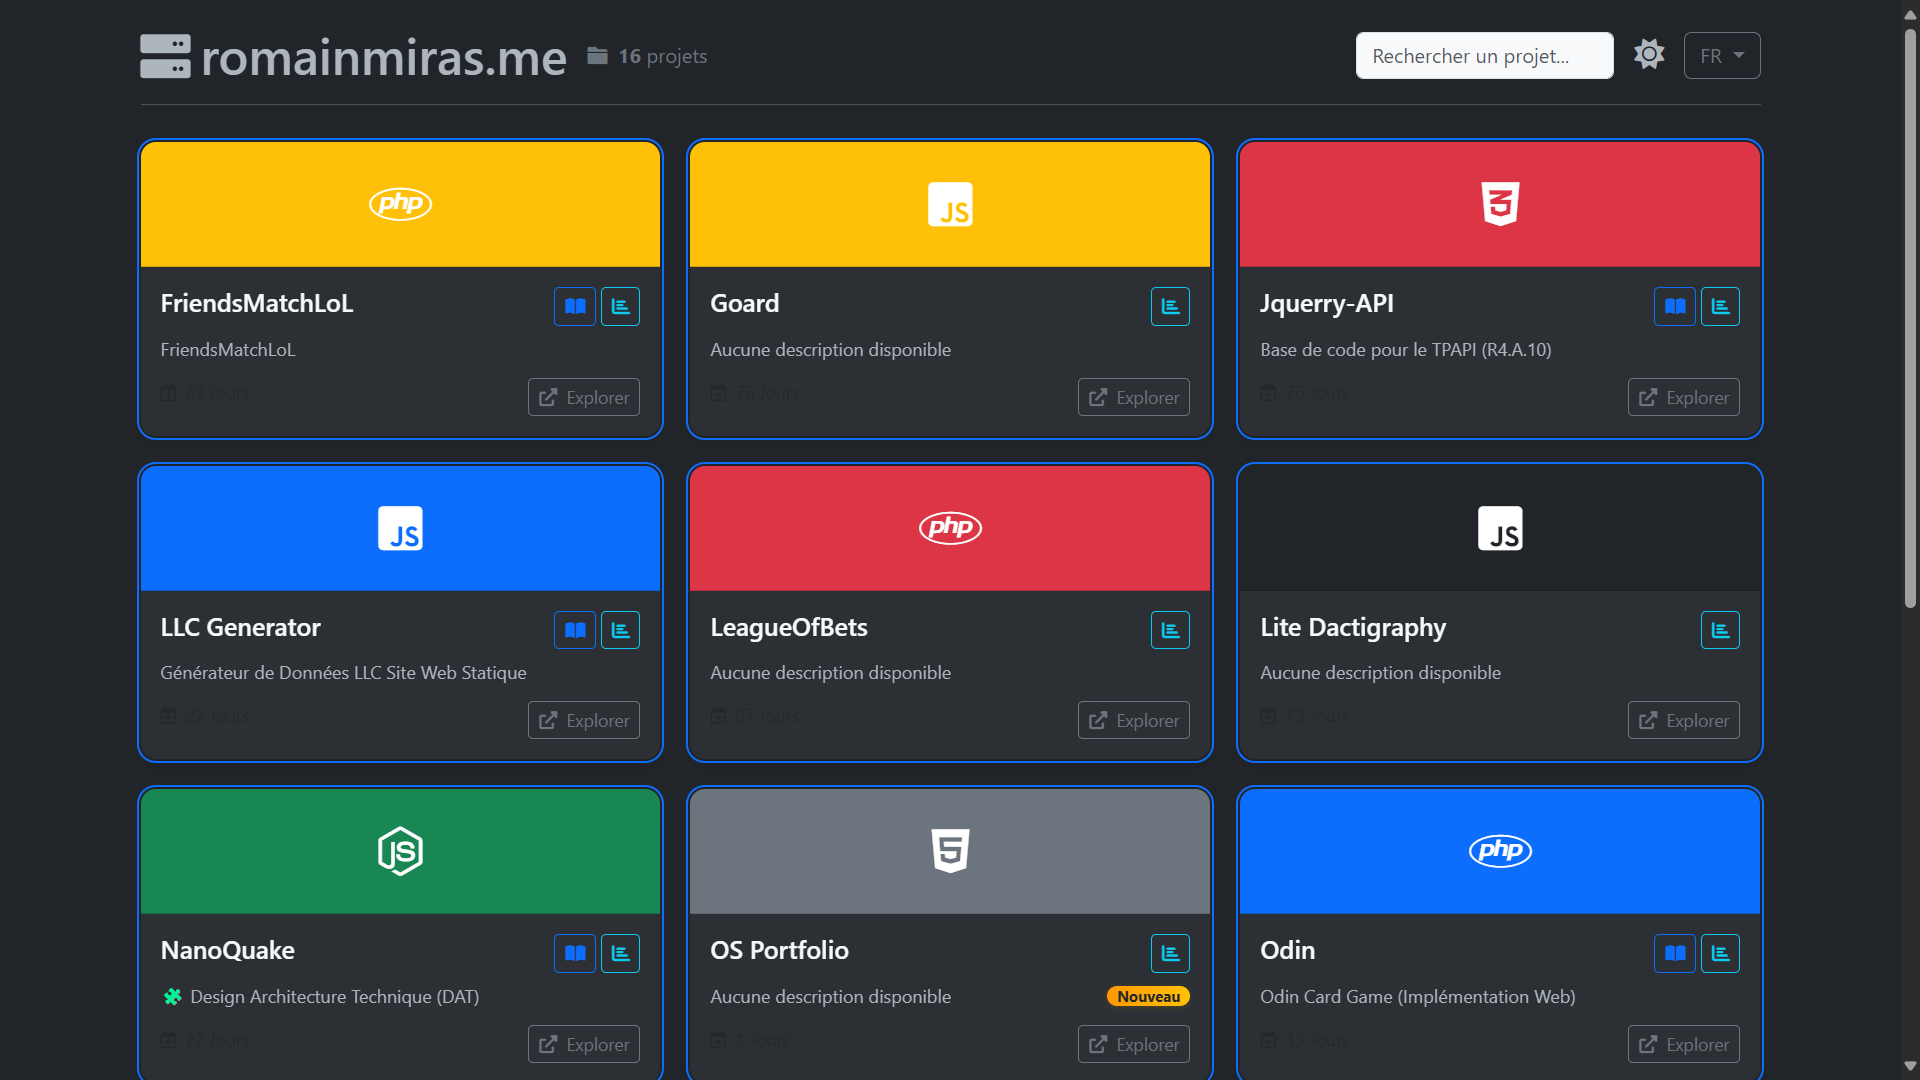 romainmiras.me
16 projets
Rechercher un projet...
FR
php
JS
3
FriendsMatchLoL
FriendsMatchLoL
69 Jours
Explorer
Goard
Aucune description disponible
76 Jours
Explorer
Jquerry-API
Base de code pour le TPAPI (R4.A.10)
76 Jours
Explorer
JS
php
JS
LLC Generator
Générateur de Données LLC Site Web Statique
22 Jours
Explorer
LeagueOfBets
Aucune description disponible
67 Jours
Explorer
Lite Dactigraphy
Aucune description disponible
73 Jours
Explorer
JS
5
php
NanoQuake
Design Architecture Technique (DAT)
22 Jours
Explorer
OS Portfolio
Aucune description disponible
Nouveau
1 Jours
Explorer
Odin
Odin Card Game (Implémentation Web)
15 Jours
Explorer